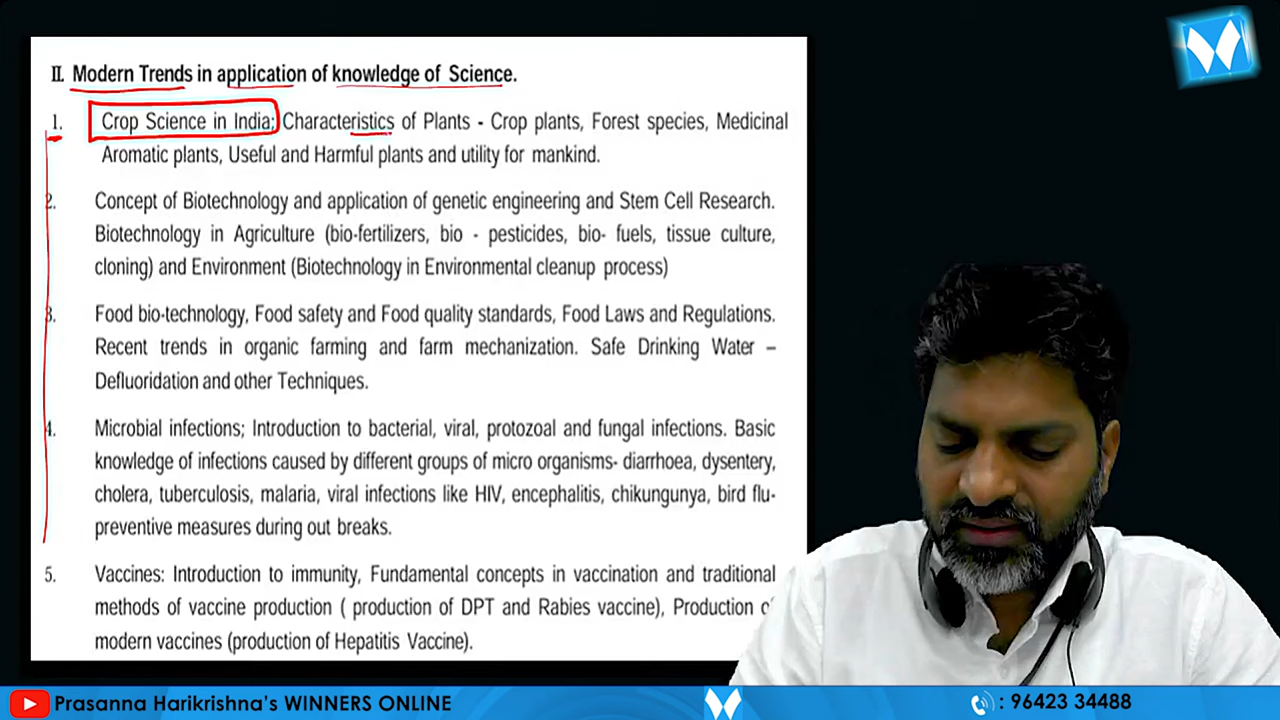 II. Modern Trends in application of knowledge of Science.
1. Crop Science in India; Characteristics of Plants - Crop plants, Forest species, Medicinal
Aromatic plants, Useful and Harmful plants and utility for mankind.
2. Concept of Biotechnology and application of genetic engineering and Stem Cell Research.
Biotechnology in Agriculture (bio-fertilizers, bio - pesticides, bio- fuels, tissue culture,
cloning) and Environment (Biotechnology in Environmental cleanup process)
3. Food bio-technology, Food safety and Food quality standards, Food Laws and Regulations.
Recent trends in organic farming and farm mechanization. Safe Drinking Water –
Defluoridation and other Techniques.
4. Microbial infections; Introduction to bacterial, viral, protozoal and fungal infections. Basic
knowledge of infections caused by different groups of micro organisms- diarrhoea, dysentery,
cholera, tuberculosis, malaria, viral infections like HIV, encephalitis, chikungunya, bird flu-
preventive measures during out breaks.
5. Vaccines: Introduction to immunity, Fundamental concepts in vaccination and traditional
methods of vaccine production ( production of DPT and Rabies vaccine), Production of
modern vaccines (production of Hepatitis Vaccine).
Prasanna Harikrishna's WINNERS ONLINE
: 96423 34488